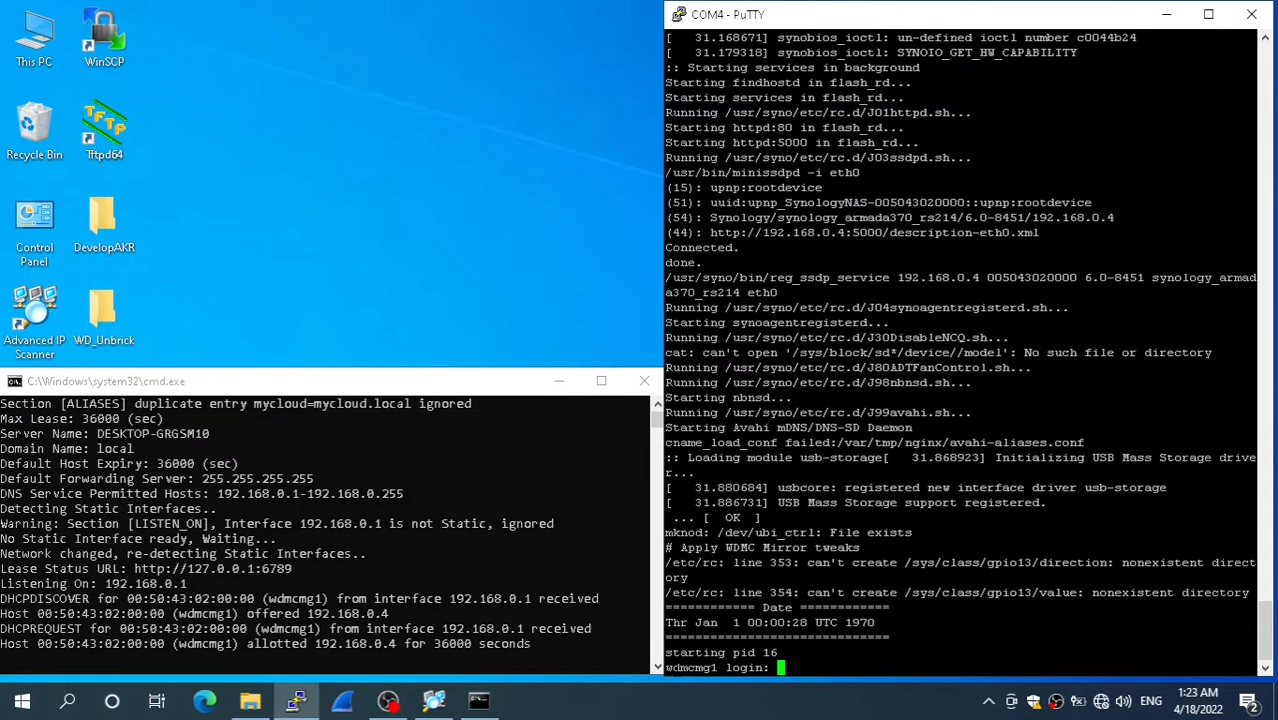 This PC
WinSCP
Recycle Bin
Tftpd64
Control
Panel
DevelopAKR
Advanced IP
Scanner
WD_Unbrick
C:\Windows\system32\cmd.exe
Section [ALIASES] duplicate entry mycloud=mycloud.local ignored
Max Lease: 36000 (sec)
Server Name: DESKTOP-GRGSM10
Domain Name: local
Default Host Expiry: 36000 (sec)
Default Forwarding Server: 255.255.255.255
DNS Service Permitted Hosts: 192.168.0.1-192.168.0.255
Detecting Static Interfaces..
Warning: Section [LISTEN_ON], Interface 192.168.0.1 is not Static, ignored
No Static Interface ready, Waiting...
Network changed, re-detecting Static Interfaces..
Lease Status URL: http://127.0.0.1:6789
Listening On: 192.168.0.1
DHCPDISCOVER for 00:50:43:02:00:00 (wdmcmg1) from interface 192.168.0.1 received
Host 00:50:43:02:00:00 (wdmcmg1) offered 192.168.0.4
DHCPREQUEST for 00:50:43:02:00:00 (wdmcmg1) from interface 192.168.0.1 received
Host 00:50:43:02:00:00 (wdmcmg1) allotted 192.168.0.4 for 36000 seconds
COM4 - PuTTY
[   31.168671] synobios_ioctl: un-defined ioctl number c0044b24
[   31.179318] synobios_ioctl: SYNOIO_GET_HW_CAPABILITY
:: Starting services in background
Starting findhostd in flash_rd...
Starting services in flash_rd...
Running /usr/syno/etc/rc.d/J01httpd.sh...
Starting httpd:80 in flash_rd...
Starting httpd:5000 in flash_rd...
Running /usr/syno/etc/rc.d/J03ssdpd.sh...
/usr/bin/minissdpd -i eth0
(15): upnp:rootdevice
(51): uuid:upnp_SynologyNAS-005043020000::upnp:rootdevice
(54): Synology/synology_armada370_rs214/6.0-8451/192.168.0.4
(44): http://192.168.0.4:5000/description-eth0.xml
Connected.
done.
/usr/syno/bin/reg_ssdp_service 192.168.0.4 005043020000 6.0-8451 synology_armad
a370_rs214 eth0
Running /usr/syno/etc/rc.d/J04synoagentregisterd.sh...
Starting synoagentregisterd...
Running /usr/syno/etc/rc.d/J30DisableNCQ.sh...
cat: can't open '/sys/block/sd*/device//model': No such file or directory
Running /usr/syno/etc/rc.d/J80ADTFanControl.sh...
Running /usr/syno/etc/rc.d/J98nbnsd.sh...
Starting nbnsd...
Running /usr/syno/etc/rc.d/J99avahi.sh...
Starting Avahi mDNS/DNS-SD Daemon
cname_load_conf failed:/var/tmp/nginx/avahi-aliases.conf
:: Loading module usb-storage[   31.868923] Initializing USB Mass Storage drive
r...
[   31.880684] usbcore: registered new interface driver usb-storage
[   31.886731] USB Mass Storage support registered.
 ... [  OK  ]
mknod: /dev/ubi_ctrl: File exists
# Apply WDMC Mirror tweaks
/etc/rc: line 353: can't create /sys/class/gpio13/direction: nonexistent direct
ory
/etc/rc: line 354: can't create /sys/class/gpio13/value: nonexistent directory
============ Date ============
Thr Jan  1 00:00:28 UTC 1970
==============================
starting pid 16
wdmcmg1 login:
ENG
1:23 AM
4/18/2022
2